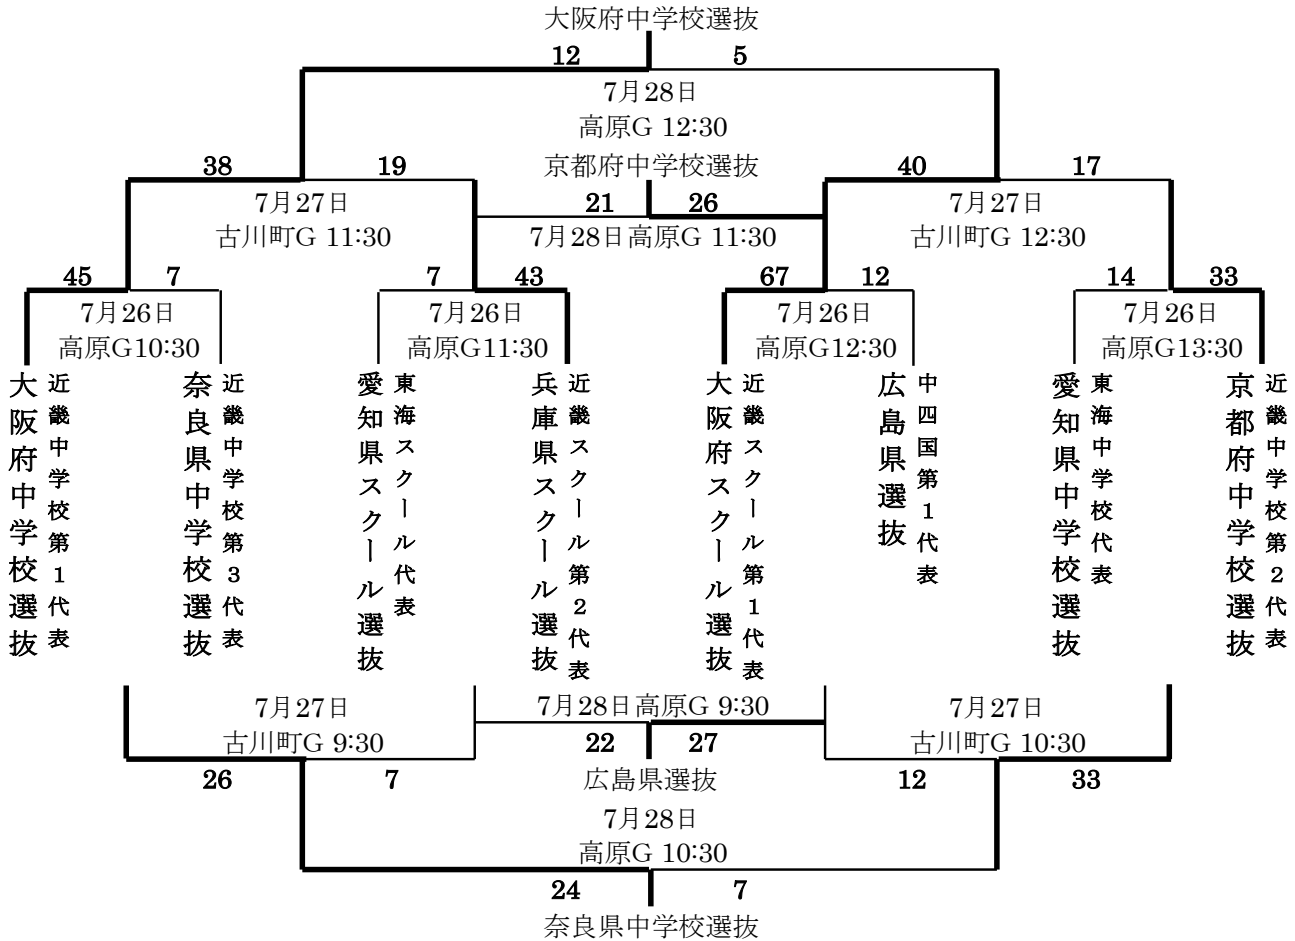 大阪府中学校選抜
12 5
7月28日
高原G 12:30
38 19 京都府中学校選抜 40 17
7月27日 21 26 7月27日
古川町G 11:30 7月28日高原G 11:30 古川町G 12:30
45 7 7 43 67 12 14 33
7月26日 7月26日 7月26日 7月26日
高原G10:30 高原G11:30 高原G12:30 高原G13:30
大阪府中学校選抜
近畿中学校第1代表
奈良県中学校選抜
近畿中学校第3代表
愛知県スクール選抜
東海スクール代表
兵庫県スクール選抜
近畿スクール第2代表
大阪府スクール選抜
近畿スクール第1代表
広島県選抜
中四国第1代表
愛知県中学校選抜
東海中学校代表
京都府中学校選抜
近畿中学校第2代表
7月27日 7月28日高原G 9:30 7月27日
古川町G 9:30 22 27 古川町G 10:30
26 7 広島県選抜 12 33
7月28日
高原G 10:30
24 7
奈良県中学校選抜